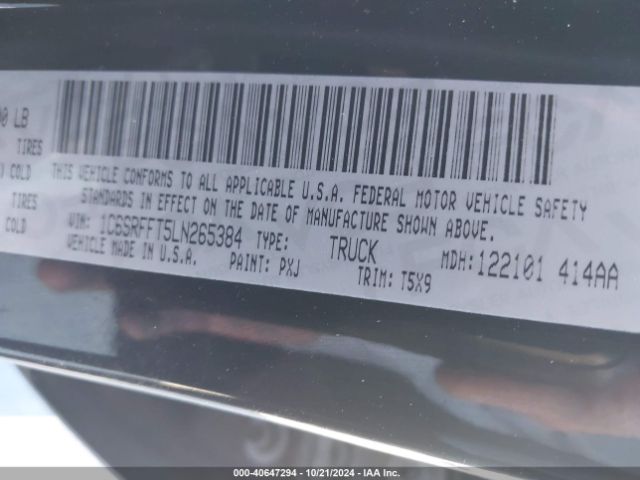 00 LB
TIRES
COLD
TIRES
COLD
THIS VEHICLE CONFORMS TO ALL APPLICABLE U.S.A. FEDERAL MOTOR VEHICLE SAFETY
STANDARDS IN EFFECT ON THE DATE OF MANUFACTURE SHOWN ABOVE.
VIN: 1C6SRFFT5LN265384 TYPE: TRUCK MDH:122101 414AA
VEHICLE MADE IN U.S.A. PAINT: PXJ TRIM: T5X9
000-40647294 - 10/21/2024 - IAA Inc.